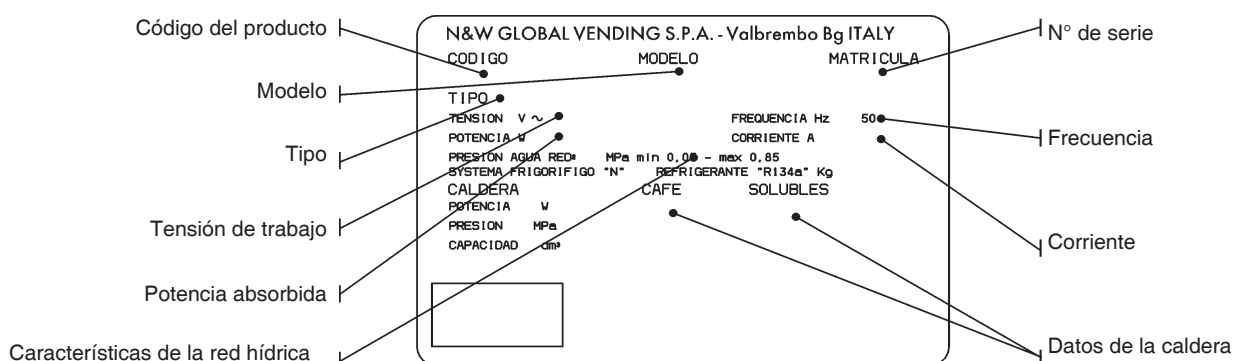 Código del producto
Modelo
Tipo
Tensión de trabajo
Potencia absorbida
Características de la red hídrica
N&W GLOBAL VENDING S.P.A. - Valbrembo Bg ITALY
CODIGO MODELO MATRICULA
TIPO
TENSION V ~ FREQUENCIA Hz 50
POTENCIA W CORRIENTE A
PRESION AGUA RED: MPa min 0,05 - max 0,85
SYSTEMA FRIGORIFIGO "N" REFRIGERANTE "R134a" Kg
CALDERA CAFE SOLUBLES
POTENCIA W
PRESION MPa
CAPACIDAD dm³
N° de serie
Frecuencia
Corriente
Datos de la caldera